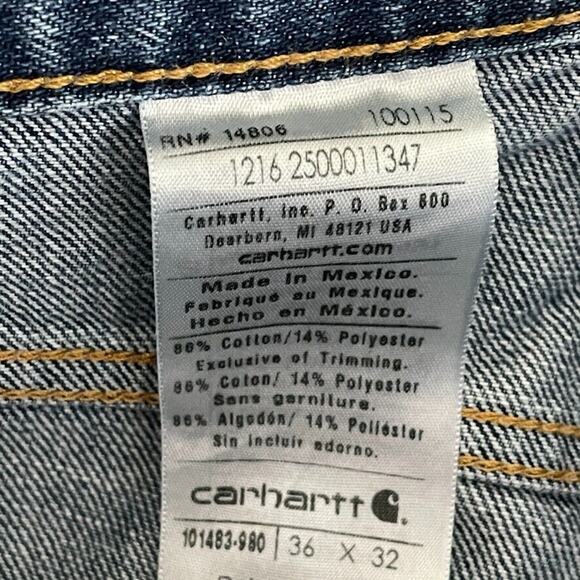 RN# 14806 100115
1216 2500011347
Carhartt, Inc. P. O. Box 600
Dearborn, MI 48121 USA
carhartt.com
Made in Mexico.
Fabriqué au Mexique.
Hecho en México.
86% Cotton/14% Polyester
Exclusive of Trimming.
86% Coton/ 14% Polyester
Sans garniture.
86% Algodón/ 14% Poliéster
Sin incluir adorno.
carhartt
101483-980 | 36 X 32